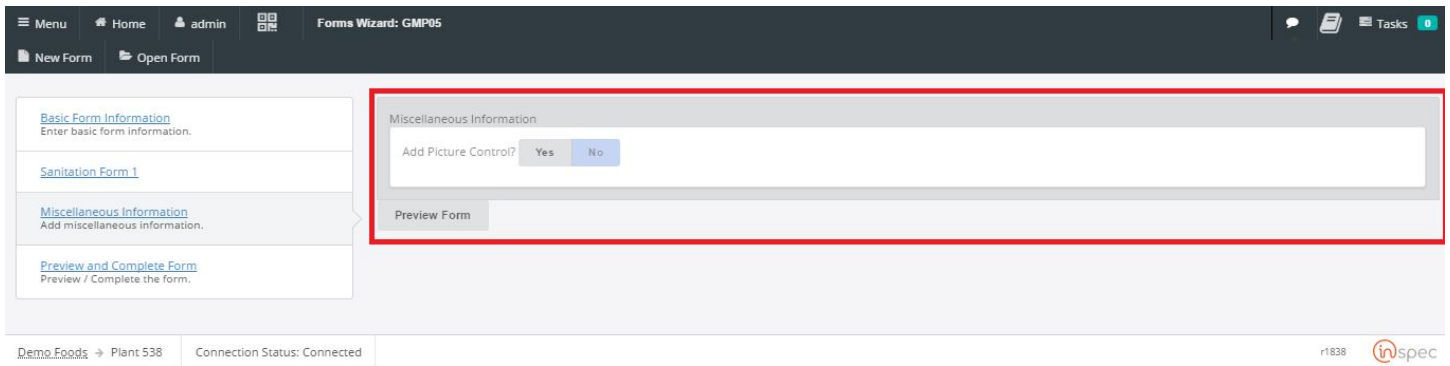 Menu Home admin Forms Wizard: GMP05 Tasks 0
New Form Open Form
Basic Form Information
Enter basic form information.
Sanitation Form 1
Miscellaneous Information
Add miscellaneous information.
Preview and Complete Form
Preview / Complete the form.
Miscellaneous Information
Add Picture Control? Yes No
Preview Form
Demo Foods → Plant 538 Connection Status: Connected r1838 inspec